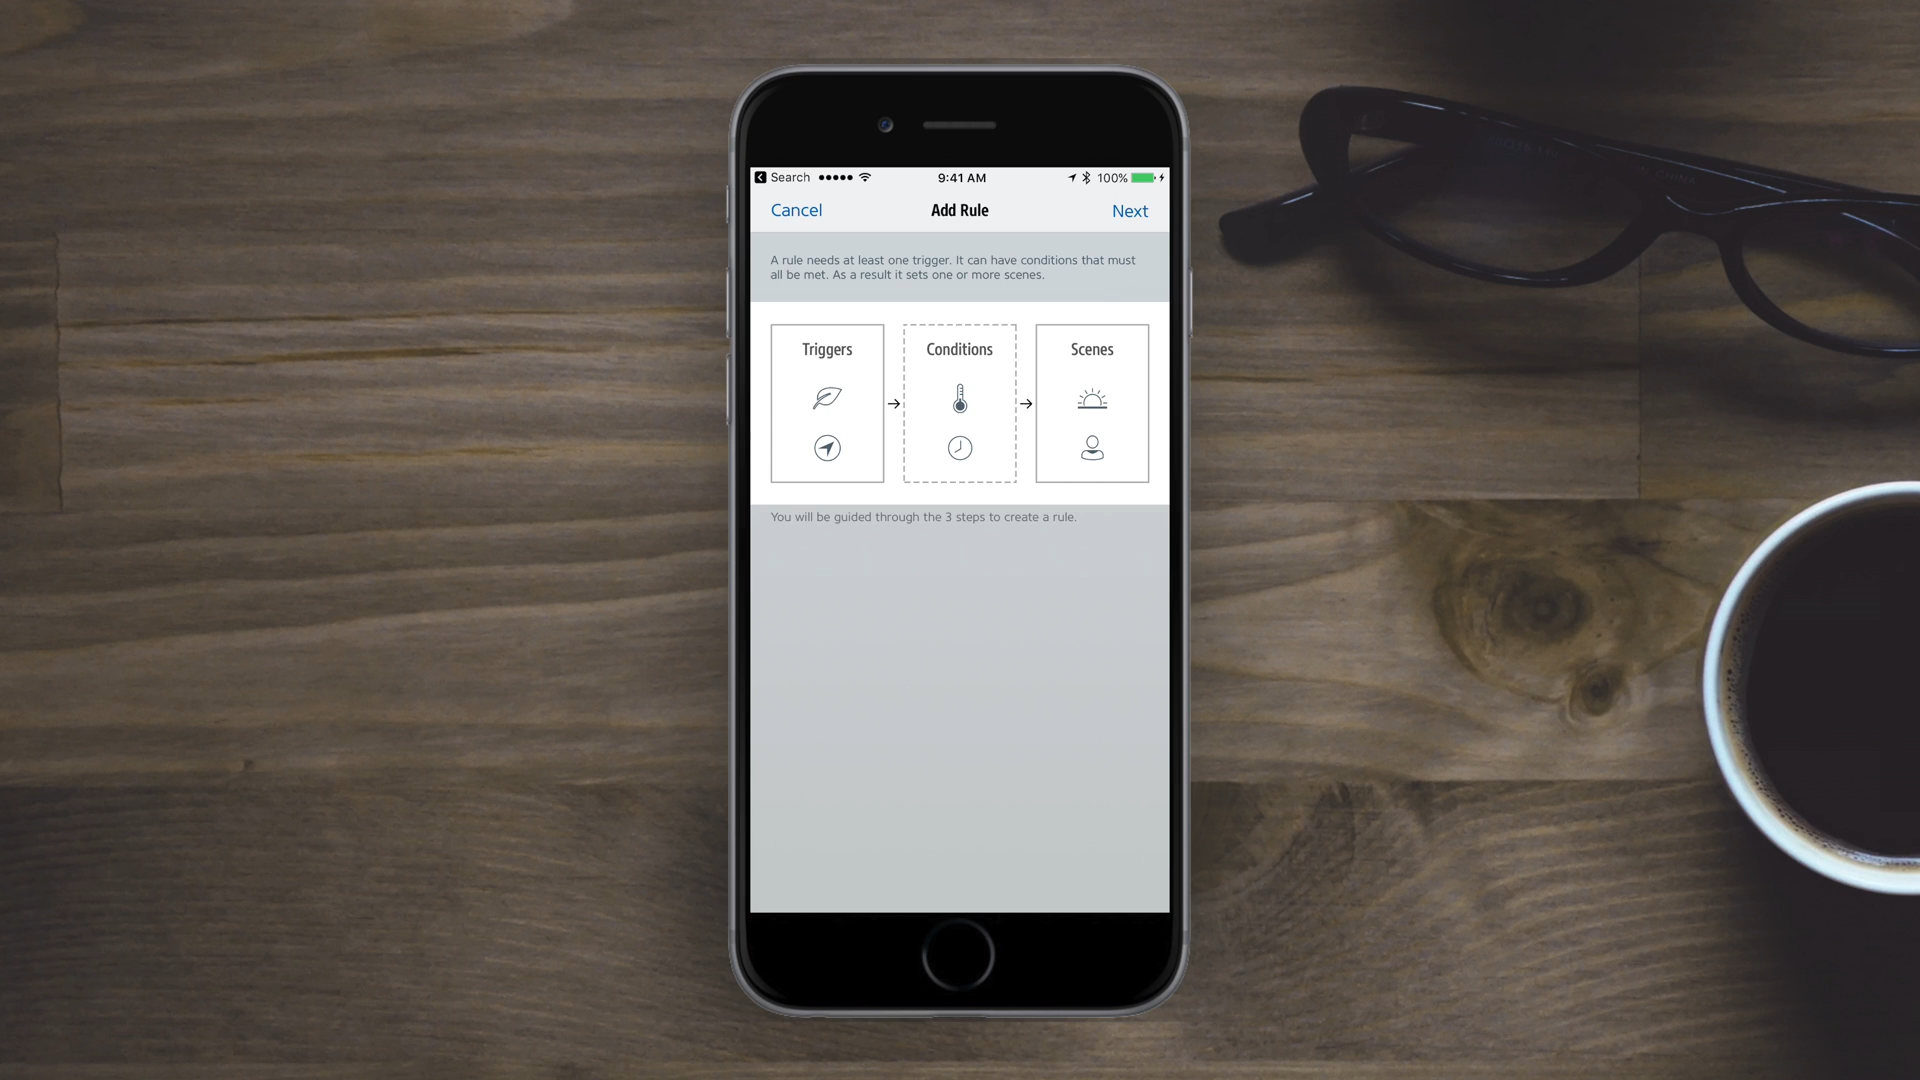 Search 9:41 AM 100%
Cancel Add Rule Next
A rule needs at least one trigger. It can have conditions that must
all be met. As a result it sets one or more scenes.
Triggers Conditions Scenes
You will be guided through the 3 steps to create a rule.